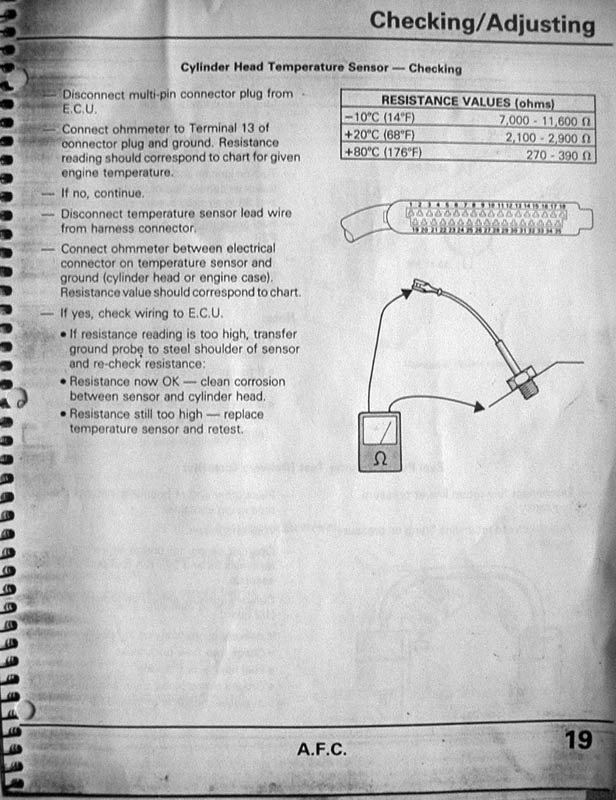 Checking/Adjusting
Cylinder Head Temperature Sensor — Checking
— Disconnect multi-pin connector plug from
E.C.U.
— Connect ohmmeter to Terminal 13 of
connector plug and ground. Resistance
reading should correspond to chart for given
engine temperature.
— If no, continue.
— Disconnect temperature sensor lead wire
from harness connector.
— Connect ohmmeter between electrical
connector on temperature sensor and
ground (cylinder head or engine case).
Resistance value should correspond to chart.
— If yes, check wiring to E.C.U.
• If resistance reading is too high, transfer
ground probe to steel shoulder of sensor
and re-check resistance:
• Resistance now OK — clean corrosion
between sensor and cylinder head.
• Resistance still too high — replace
temperature sensor and retest.
RESISTANCE VALUES (ohms)
−10°C (14°F) 7,000 - 11,600 Ω
+20°C (68°F) 2,100 - 2,900 Ω
+80°C (176°F) 270 - 390 Ω
1 2 3 4 5 6 7 8 9 10 11 12 13 14 15 16 17 18
19 20 21 22 23 24 25 26 27 28 29 30 31 32 33 34 35
Ω
A.F.C.
19